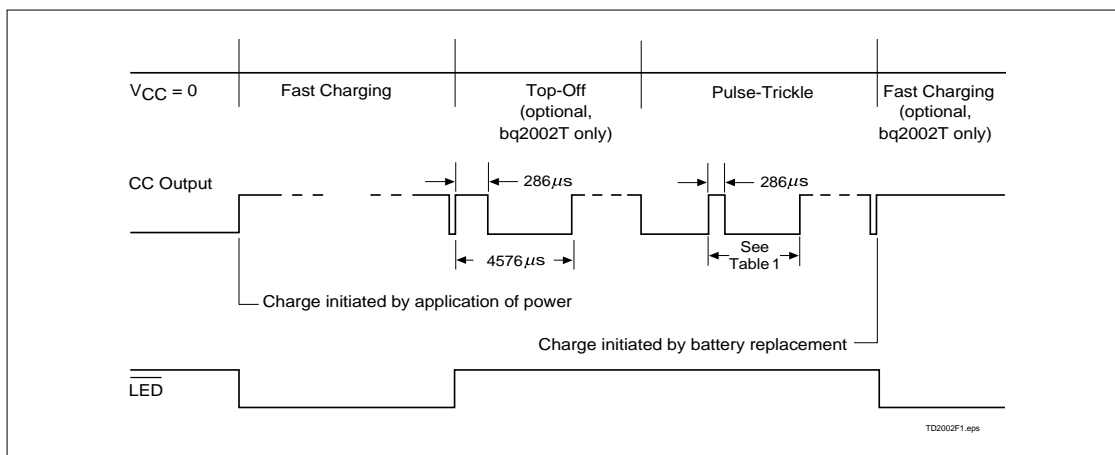 VCC = 0
Fast Charging
Top-Off
(optional,
bq2002T only)
Pulse-Trickle
Fast Charging
(optional,
bq2002T only)
CC Output
286µs
286µs
4576µs
See
Table 1
Charge initiated by application of power
Charge initiated by battery replacement
LED
TD2002F1.eps